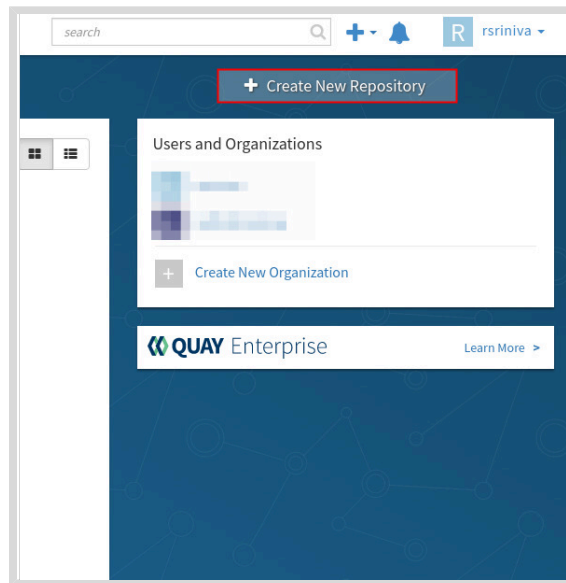 search
R rsriniva
+ Create New Repository
Users and Organizations
+ Create New Organization
QUAY Enterprise
Learn More >